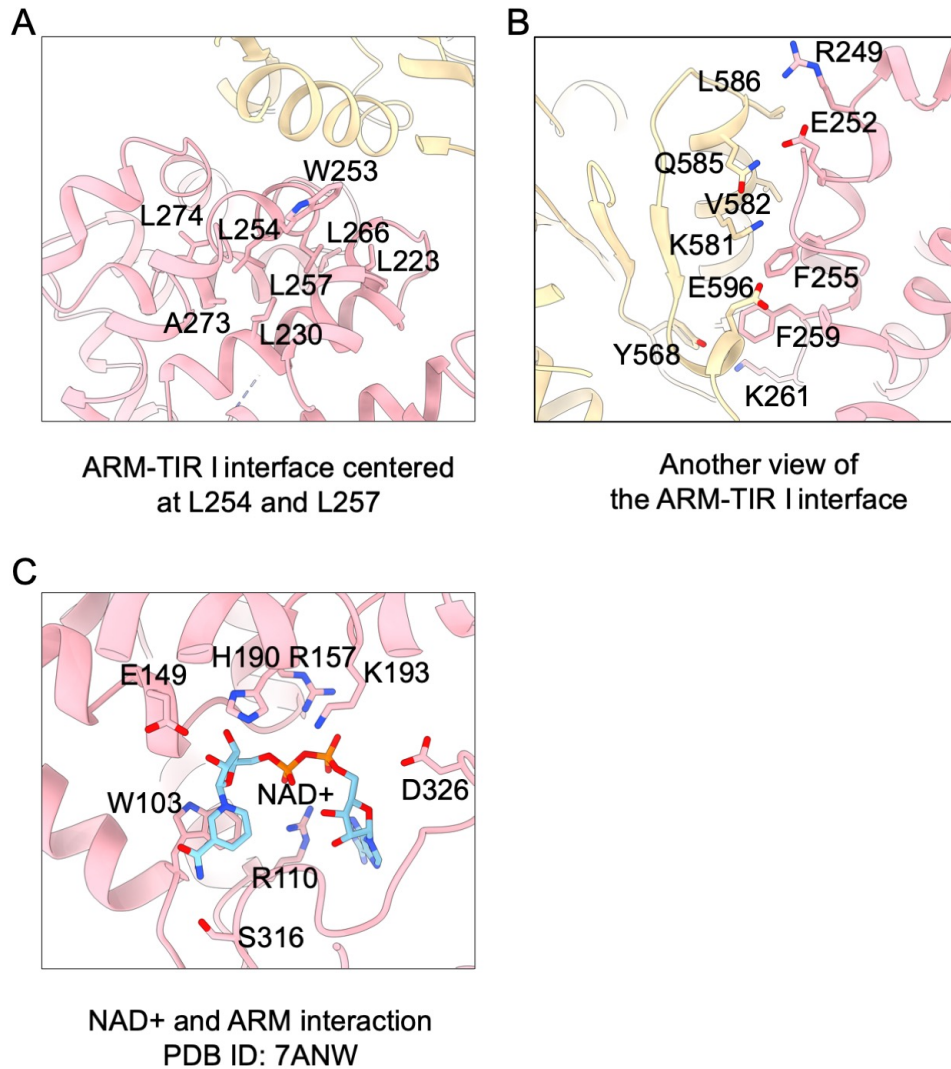 A
W253
L274
L254
L266
L223
L257
A273
L230
ARM-TIR I interface centered
at L254 and L257
B
R249
L586
E252
Q585
V582
K581
F255
E596
F259
Y568
K261
Another view of
the ARM-TIR I interface
C
H190 R157 K193
E149
D326
W103
NAD+
R110
S316
NAD+ and ARM interaction
PDB ID: 7ANW